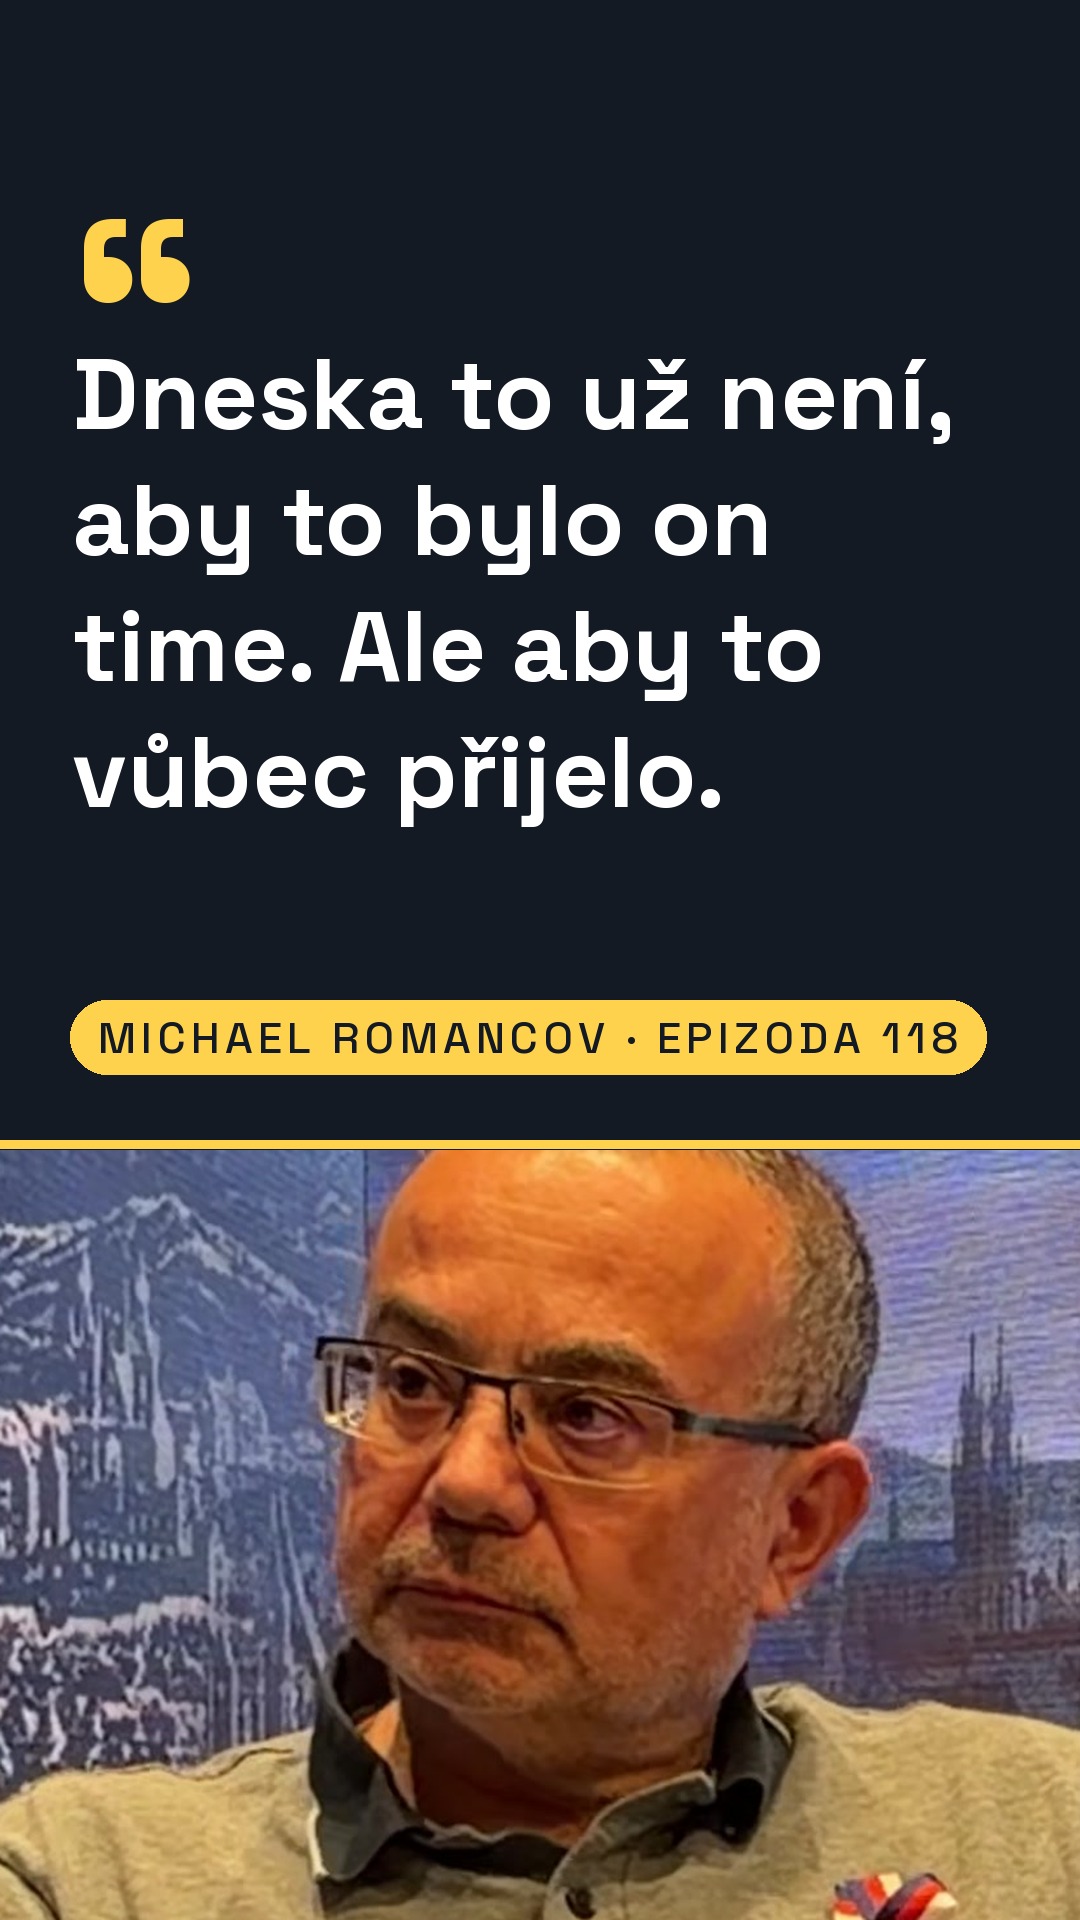 “
Dneska to už není,
aby to bylo on
time. Ale aby to
vůbec přijelo.
MICHAEL ROMANCOV · EPIZODA 118